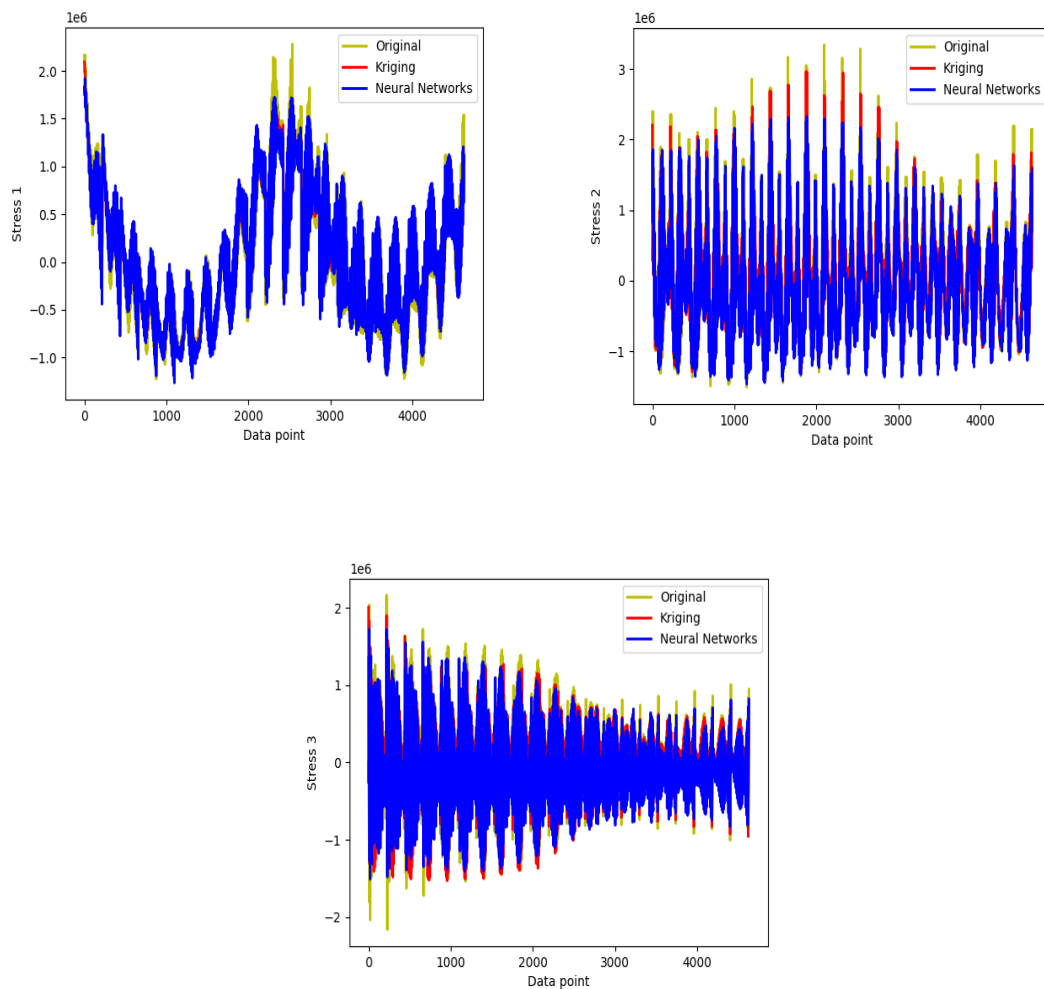 1e6
Original
Kriging
Neural Networks
2.0
1.5
1.0
0.5
0.0
−0.5
−1.0
Stress 1
0 1000 2000 3000 4000
Data point
1e6
Original
Kriging
Neural Networks
3
2
1
0
−1
Stress 2
0 1000 2000 3000 4000
Data point
1e6
Original
Kriging
Neural Networks
2
1
0
−1
−2
Stress 3
0 1000 2000 3000 4000
Data point